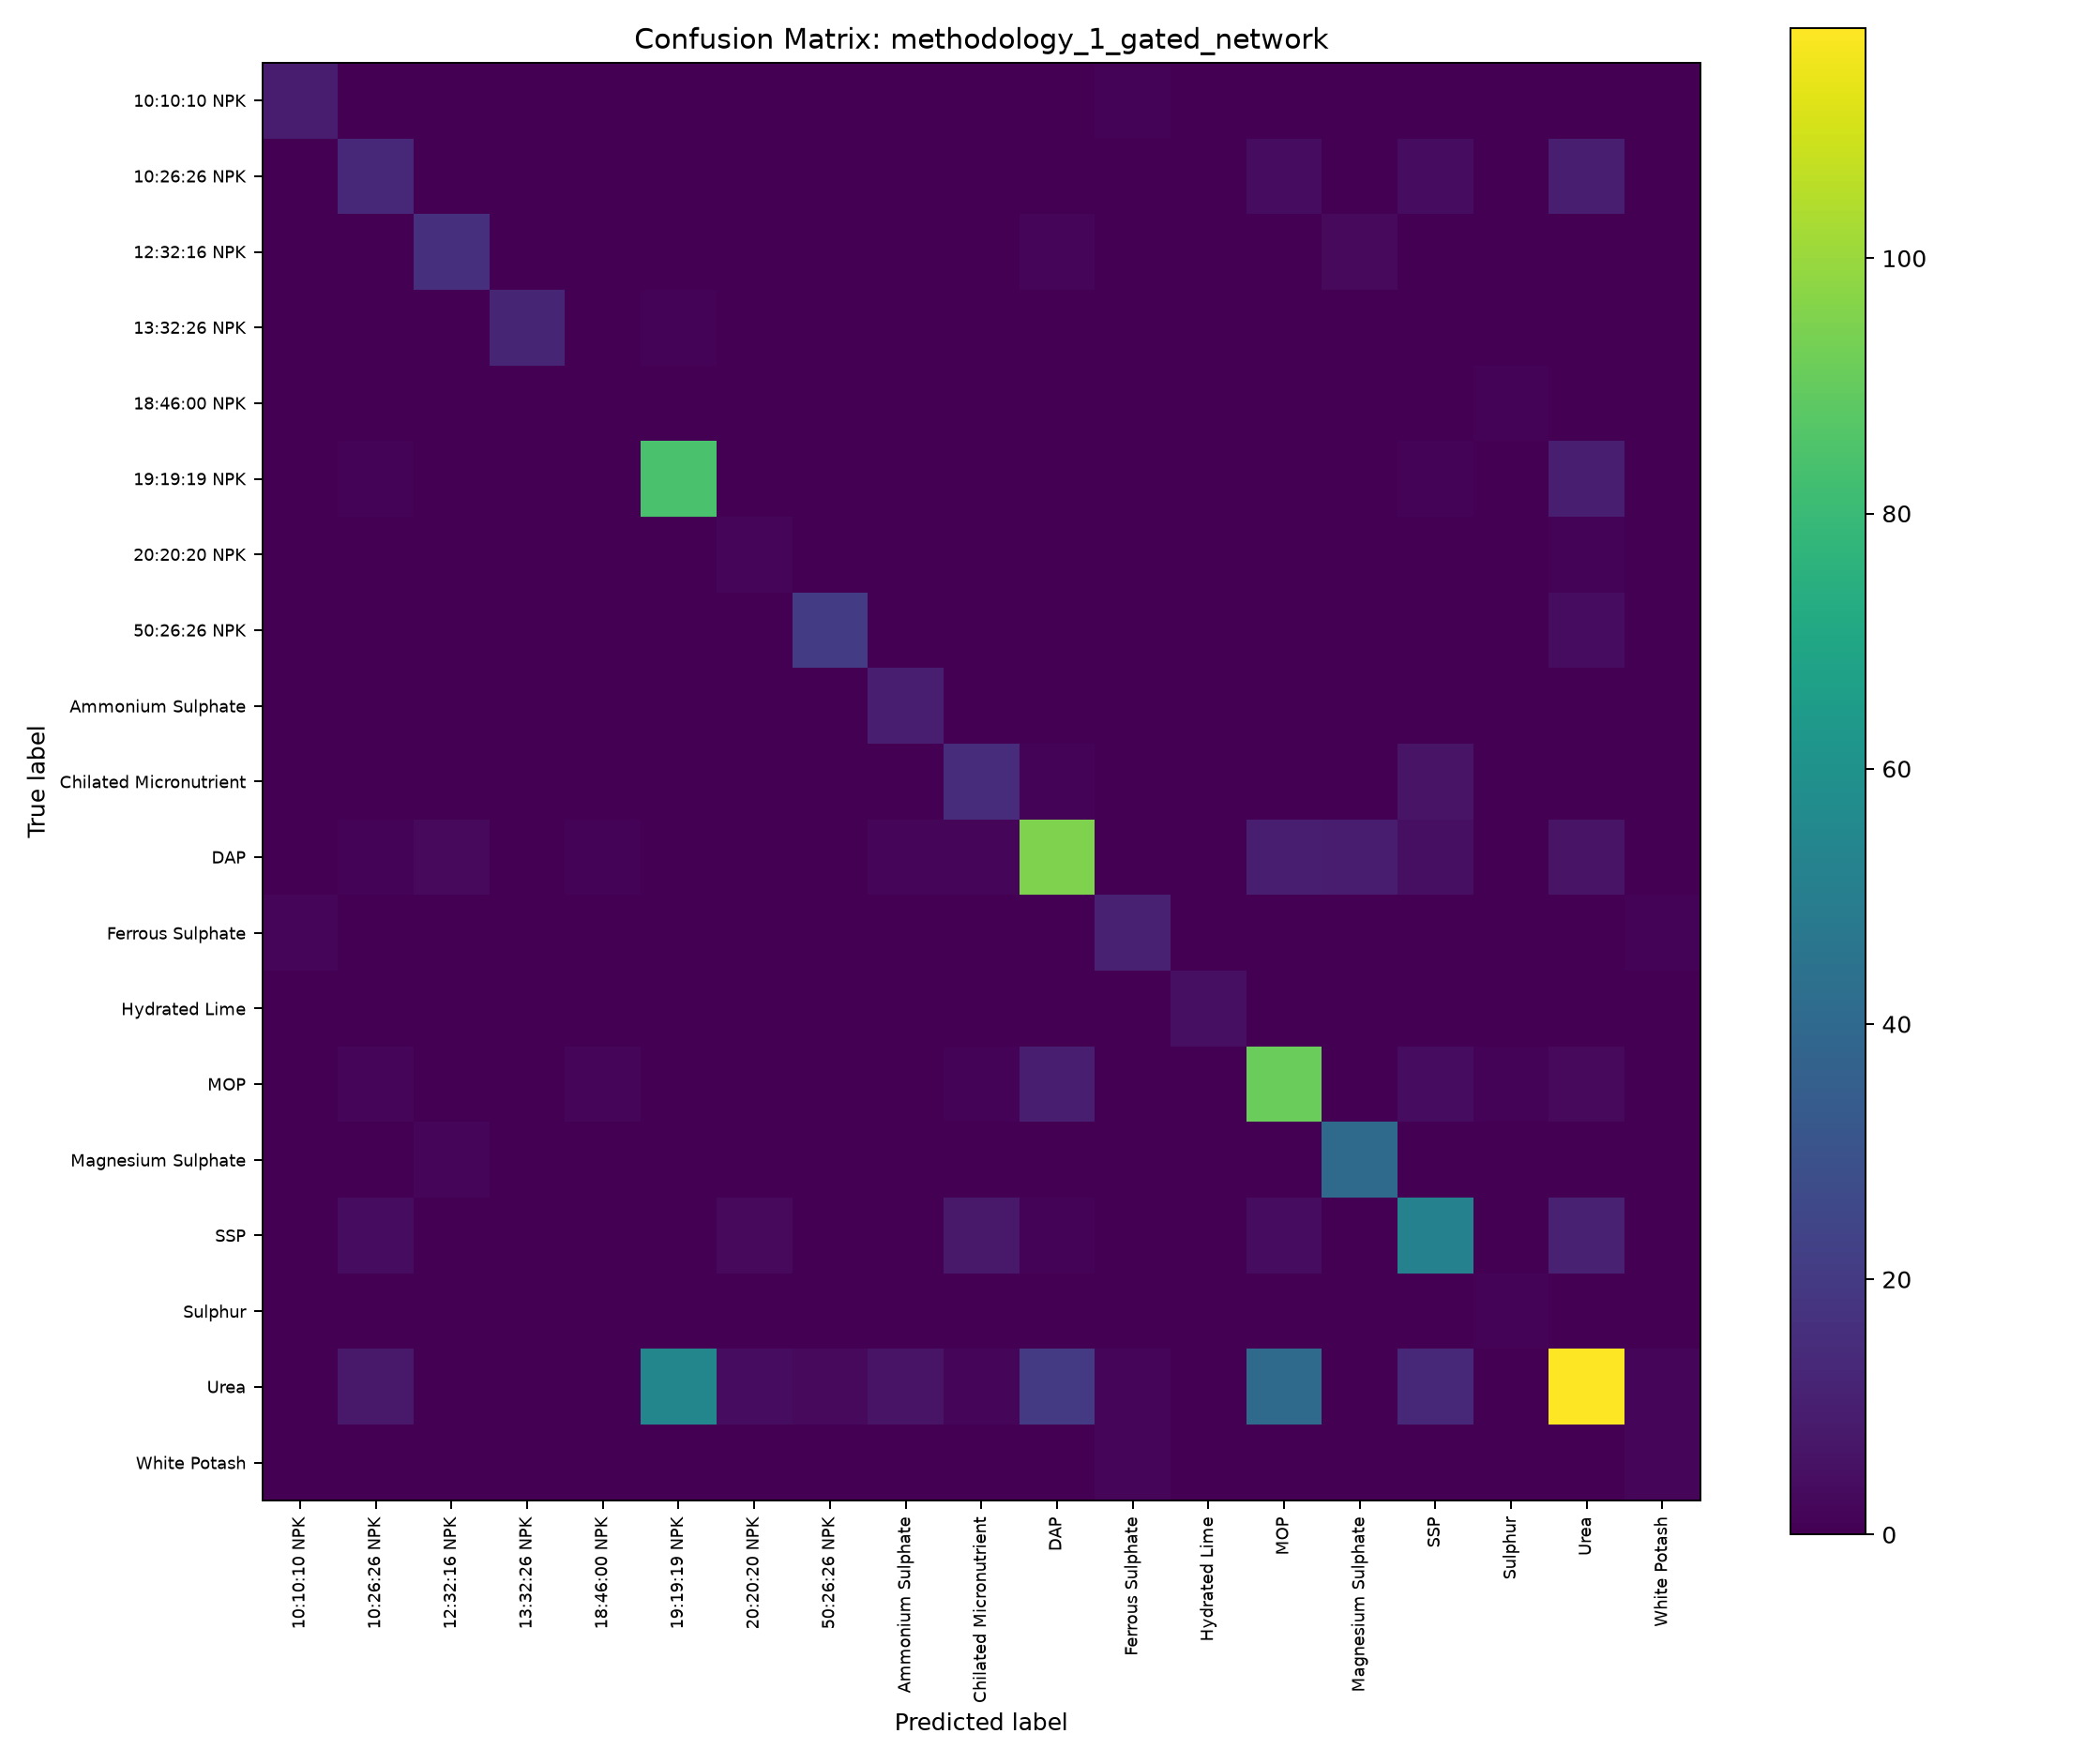 Confusion Matrix: methodology_1_gated_network
True label
10:10:10 NPK
10:26:26 NPK
12:32:16 NPK
13:32:26 NPK
18:46:00 NPK
19:19:19 NPK
20:20:20 NPK
50:26:26 NPK
Ammonium Sulphate
Chilated Micronutrient
DAP
Ferrous Sulphate
Hydrated Lime
MOP
Magnesium Sulphate
SSP
Sulphur
Urea
White Potash
10:10:10 NPK
10:26:26 NPK
12:32:16 NPK
13:32:26 NPK
18:46:00 NPK
19:19:19 NPK
20:20:20 NPK
50:26:26 NPK
Ammonium Sulphate
Chilated Micronutrient
DAP
Ferrous Sulphate
Hydrated Lime
MOP
Magnesium Sulphate
SSP
Sulphur
Urea
White Potash
Predicted label
100
80
60
40
20
0